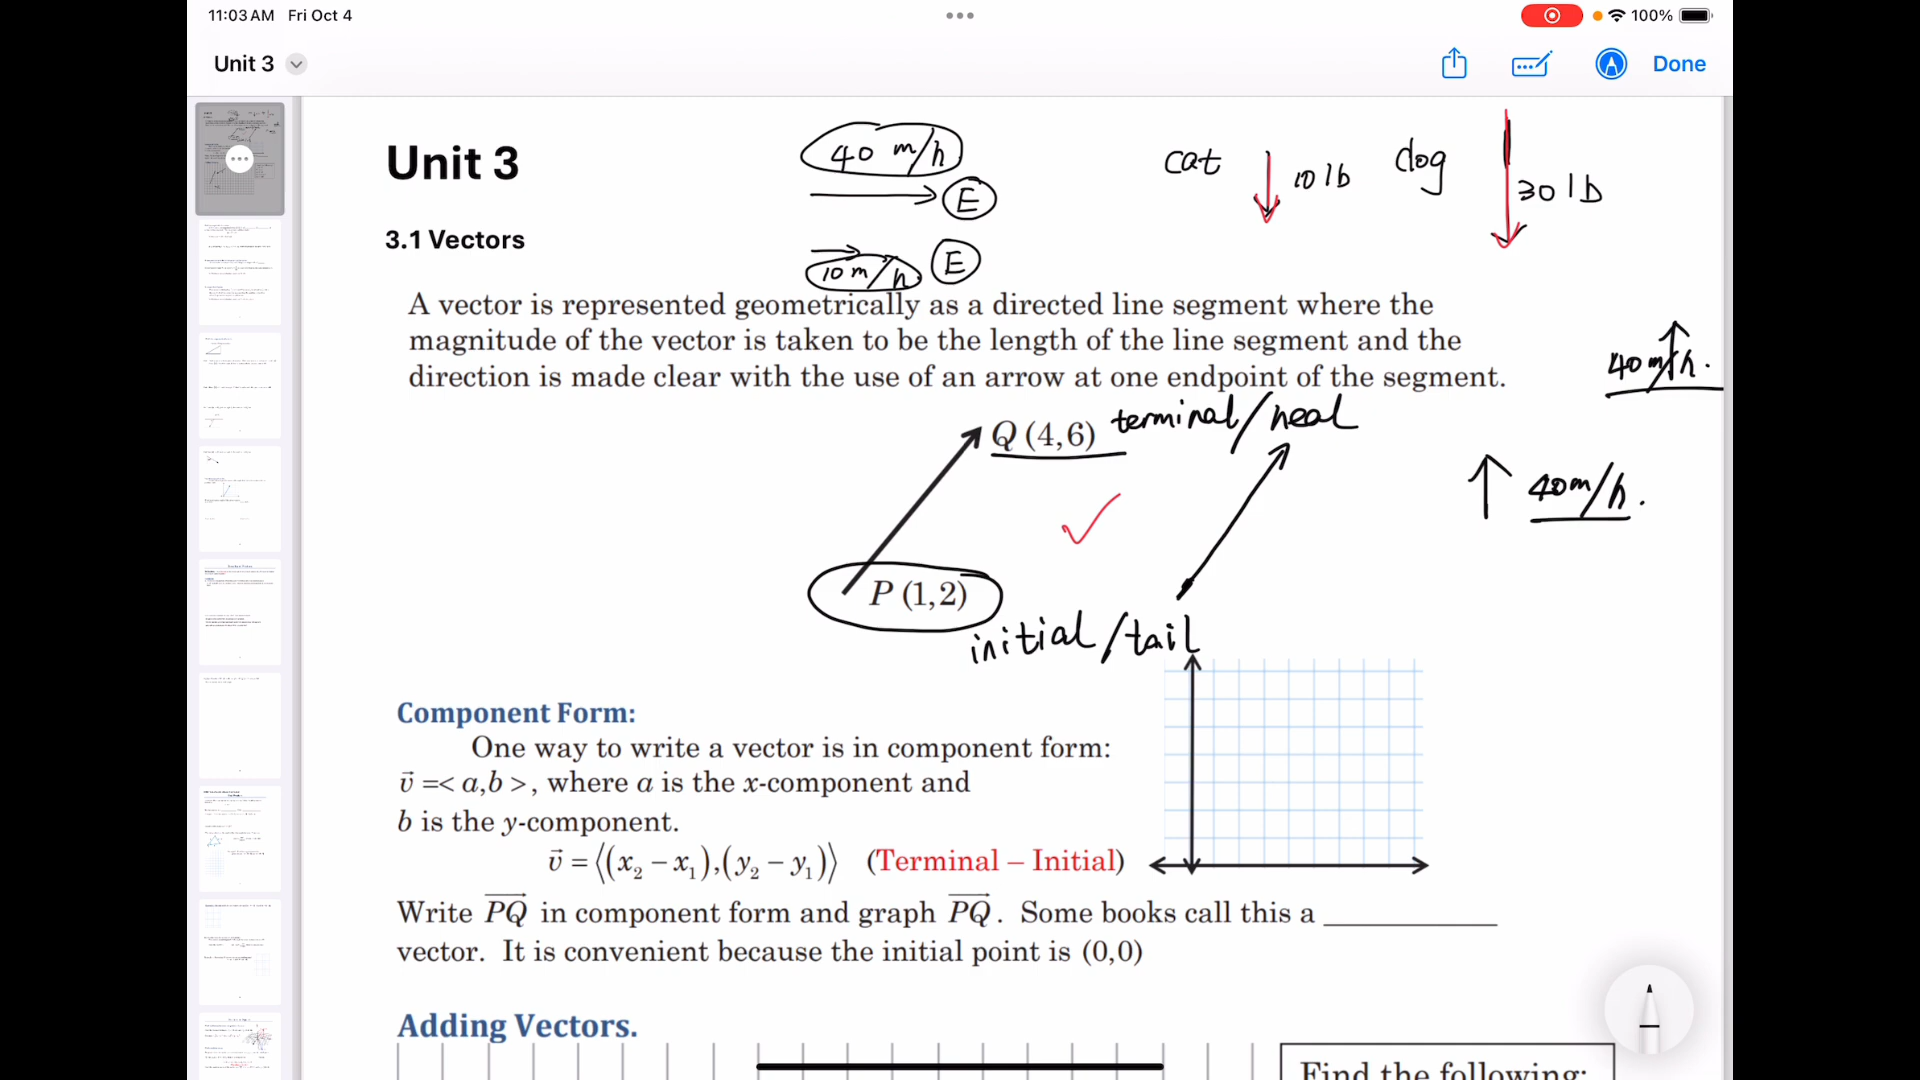 11:03 AM Fri Oct 4
100%
Unit 3
Done
Unit 3
40 m/h
E
cat
10 lb
dog
30 lb
3.1 Vectors
10 m/h
E
A vector is represented geometrically as a directed line segment where the
magnitude of the vector is taken to be the length of the line segment and the
direction is made clear with the use of an arrow at one endpoint of the segment.
40 m/h.
Q (4,6)
terminal/head
40 m/h.
P (1,2)
initial/tail
Component Form:
One way to write a vector is in component form:
v⃗ =< a,b >, where a is the x-component and
b is the y-component.
v⃗ = ⟨(x₂ – x₁),(y₂ – y₁)⟩ (Terminal – Initial)
Write PQ⃗ in component form and graph PQ⃗. Some books call this a ____________
vector. It is convenient because the initial point is (0,0)
Adding Vectors.
Find the following: